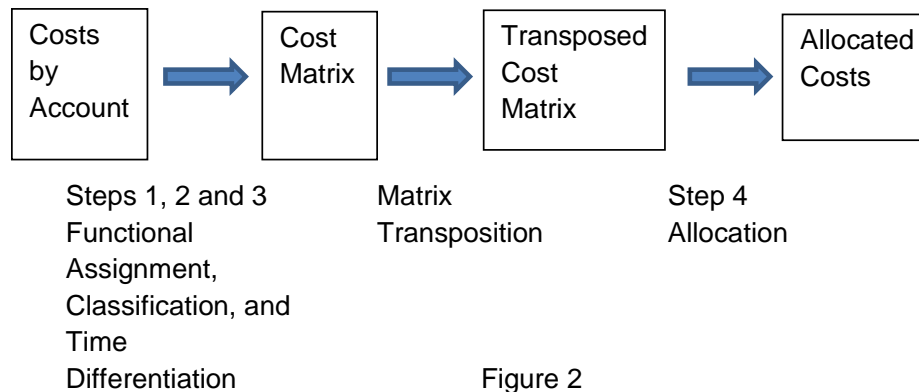 Costs
by
Account
Cost
Matrix
Transposed
Cost
Matrix
Allocated
Costs
Steps 1, 2 and 3
Functional
Assignment,
Classification, and
Time
Differentiation
Matrix
Transposition
Step 4
Allocation
Figure 2